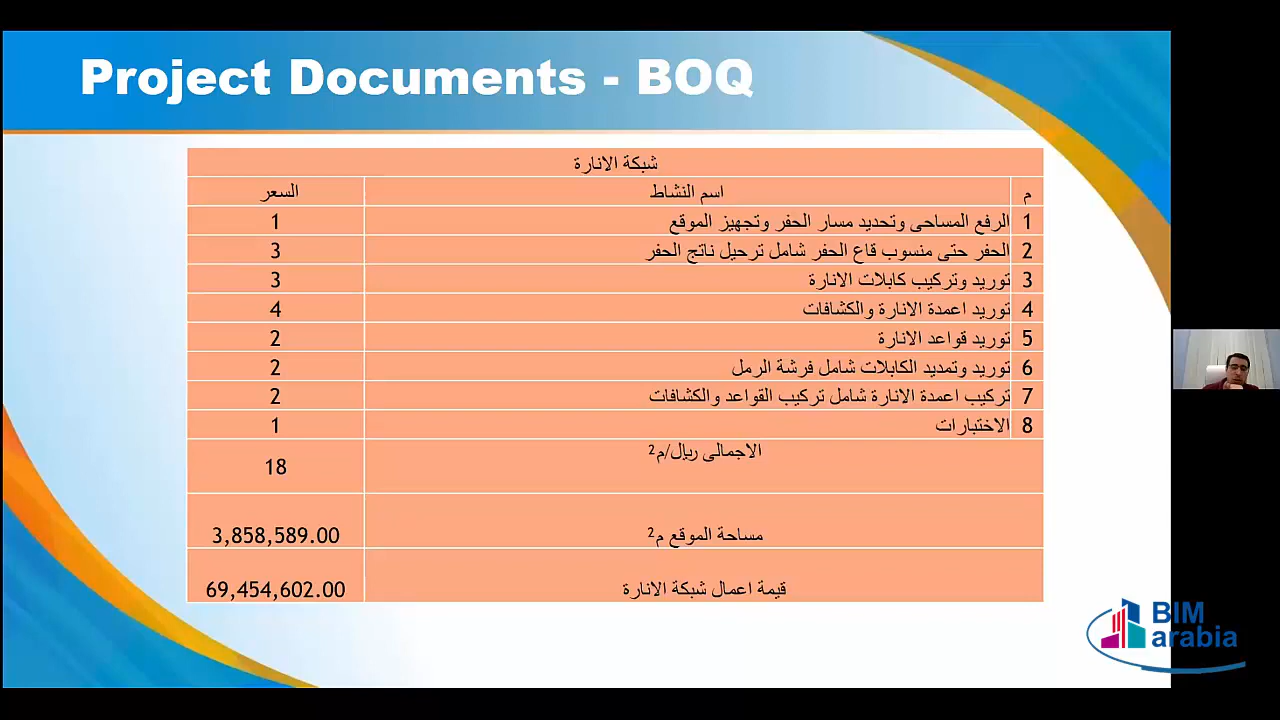 Project Documents - BOQ
شبكة الانارة
م اسم النشاط السعر
1 الرفع المساحى وتحديد مسار الحفر وتجهيز الموقع 1
2 الحفر حتى منسوب قاع الحفر شامل ترحيل ناتج الحفر 3
3 توريد وتركيب كابلات الانارة 3
4 توريد اعمدة الانارة والكشافات 4
5 توريد قواعد الانارة 2
6 توريد وتمديد الكابلات شامل فرشة الرمل 2
7 تركيب اعمدة الانارة شامل تركيب القواعد والكشافات 2
8 الاختبارات 1
الاجمالى ريال/م² 18
مساحة الموقع م² 3,858,589.00
قيمة اعمال شبكة الانارة 69,454,602.00
BIM
arabia